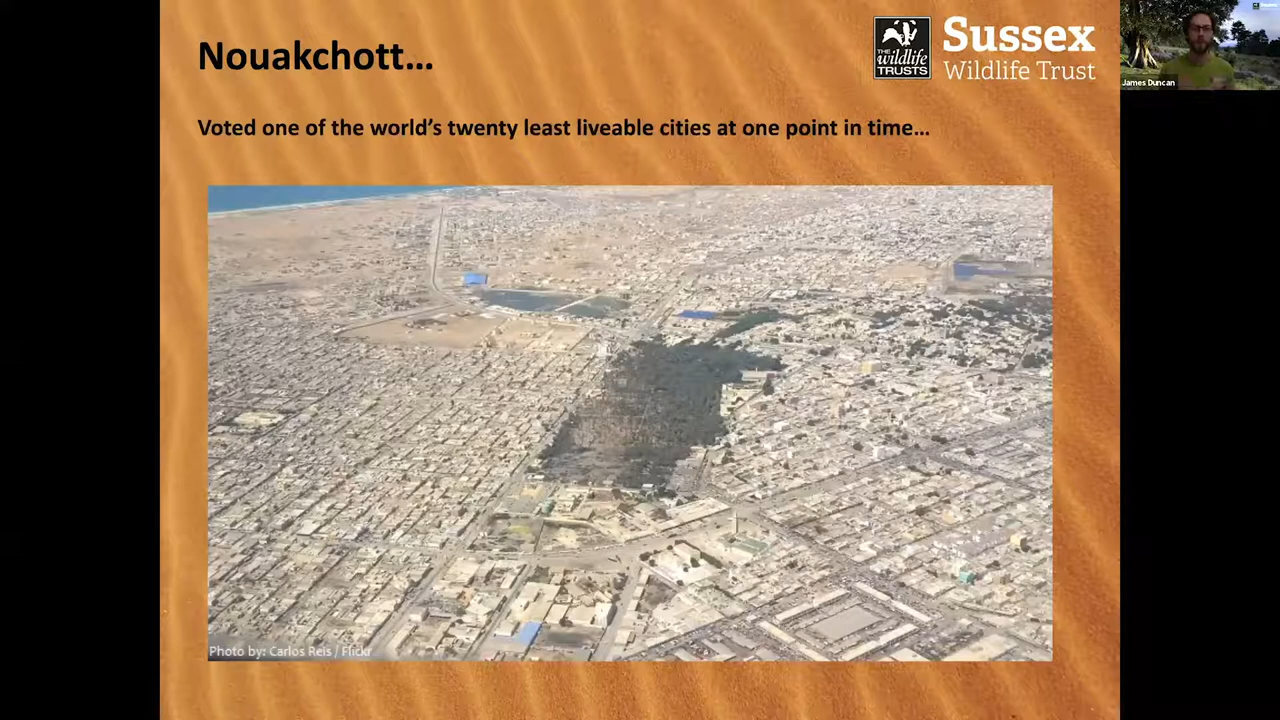 Nouakchott...
THE
wildlife
TRUSTS
Sussex
Wildlife Trust
James Duncan
Voted one of the world's twenty least liveable cities at one point in time...
Photo by: Carlos Reis / Flickr